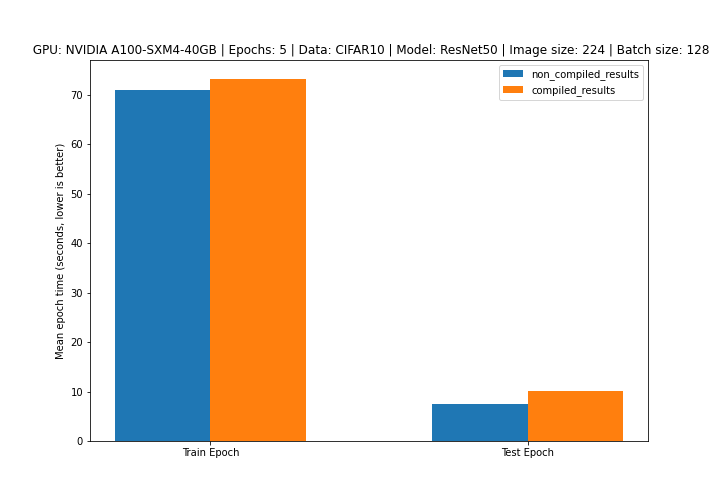 GPU: NVIDIA A100-SXM4-40GB | Epochs: 5 | Data: CIFAR10 | Model: ResNet50 | Image size: 224 | Batch size: 128
non_compiled_results
compiled_results
Mean epoch time (seconds, lower is better)
70
60
50
40
30
20
10
0
Train Epoch
Test Epoch